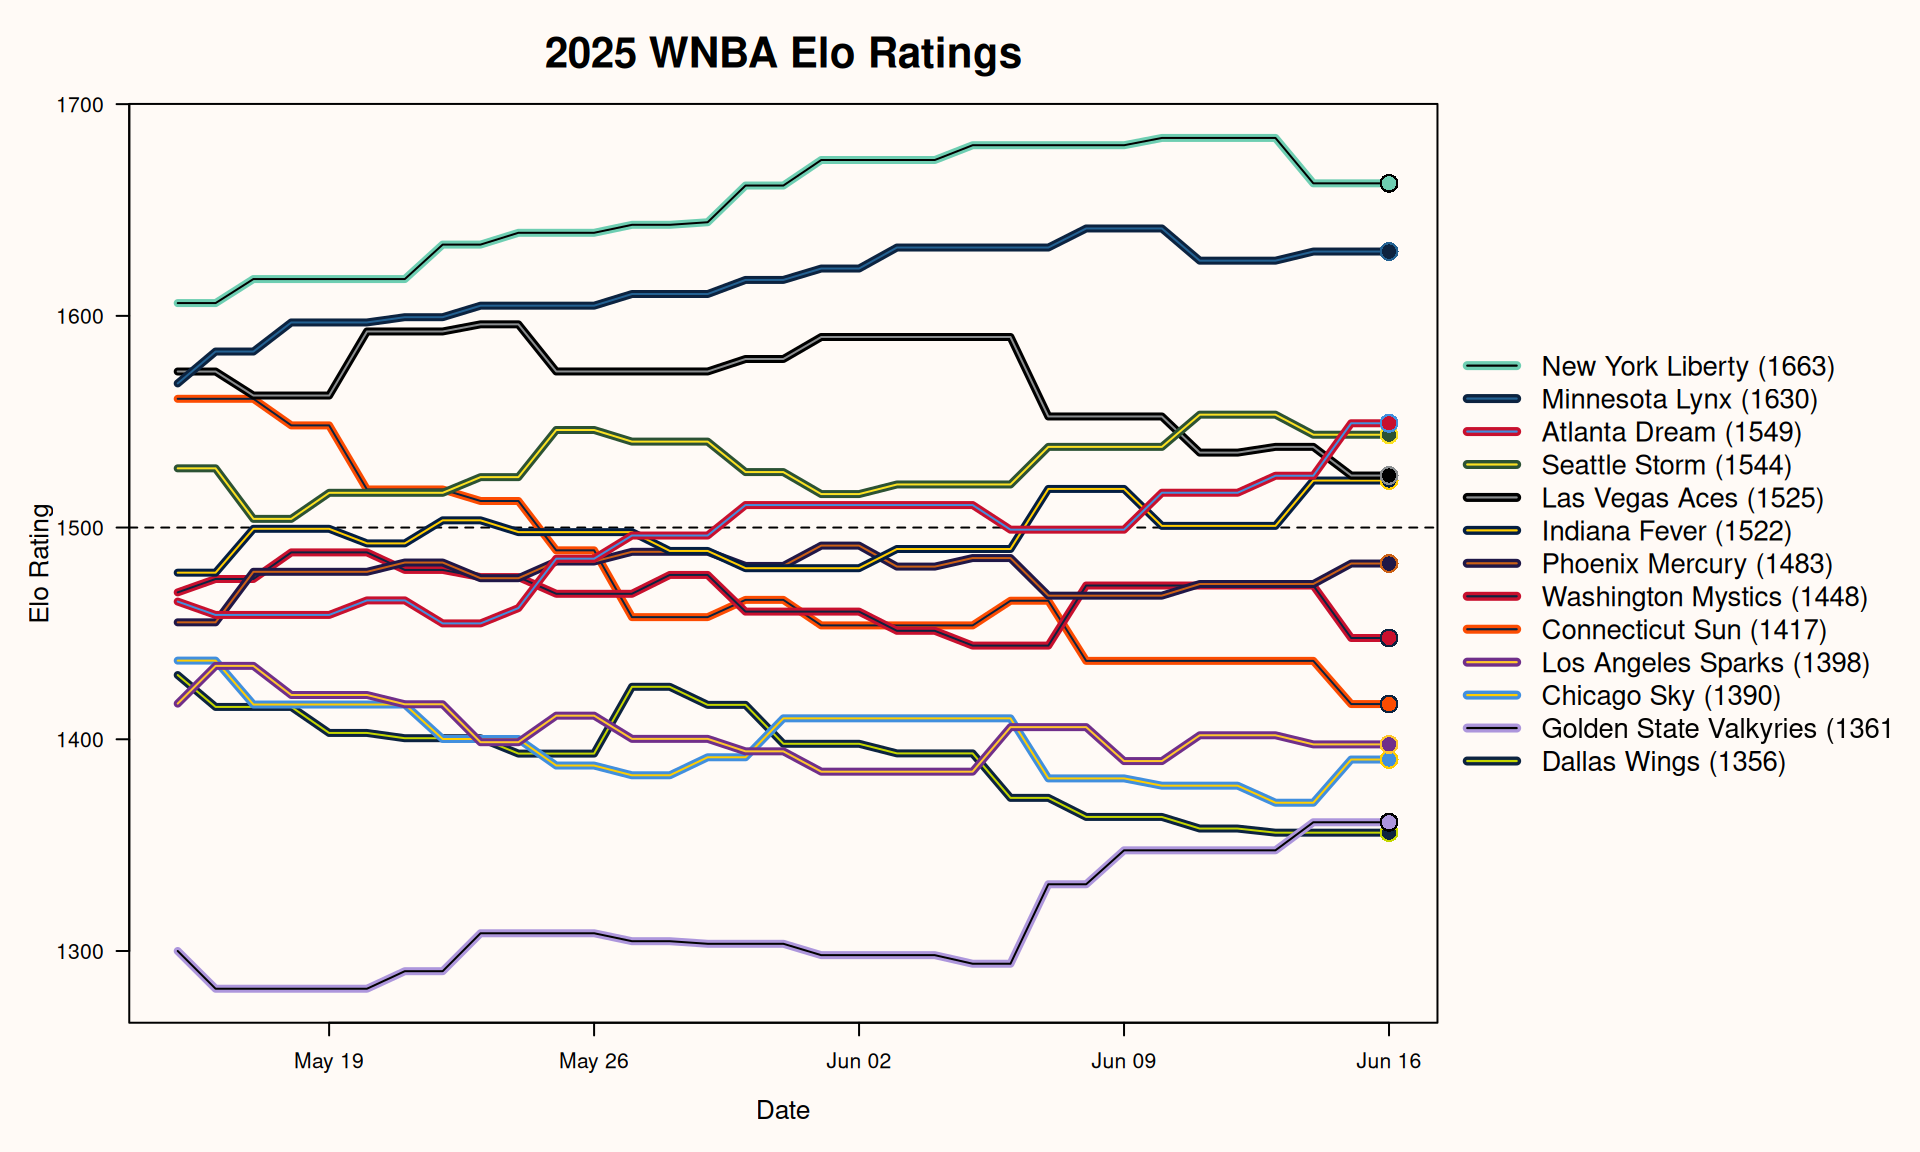 2025 WNBA Elo Ratings
1700
1600
1500
1400
1300
Elo Rating
May 19
May 26
Jun 02
Jun 09
Jun 16
Date
New York Liberty (1663)
Minnesota Lynx (1630)
Atlanta Dream (1549)
Seattle Storm (1544)
Las Vegas Aces (1525)
Indiana Fever (1522)
Phoenix Mercury (1483)
Washington Mystics (1448)
Connecticut Sun (1417)
Los Angeles Sparks (1398)
Chicago Sky (1390)
Golden State Valkyries (1361
Dallas Wings (1356)